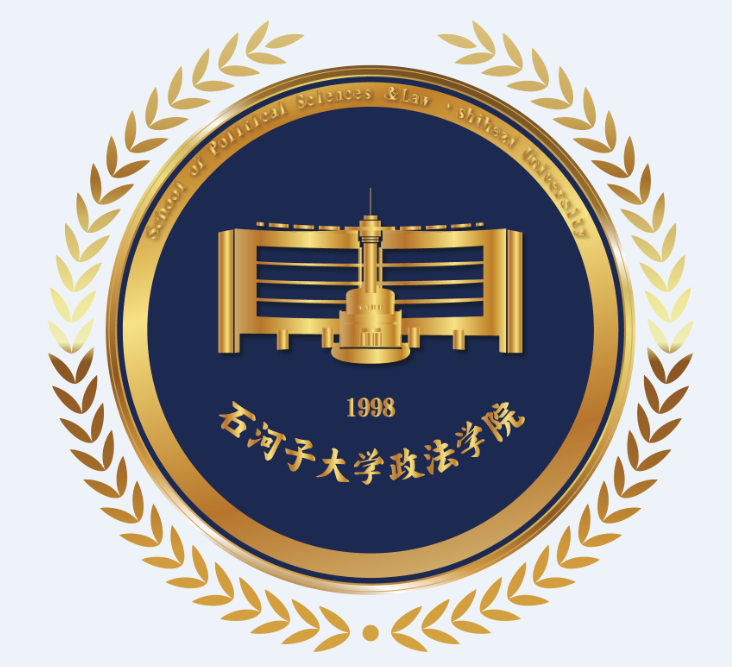 School of Political Sciences &Law · shihezi University
1998
石河子大学政法学院